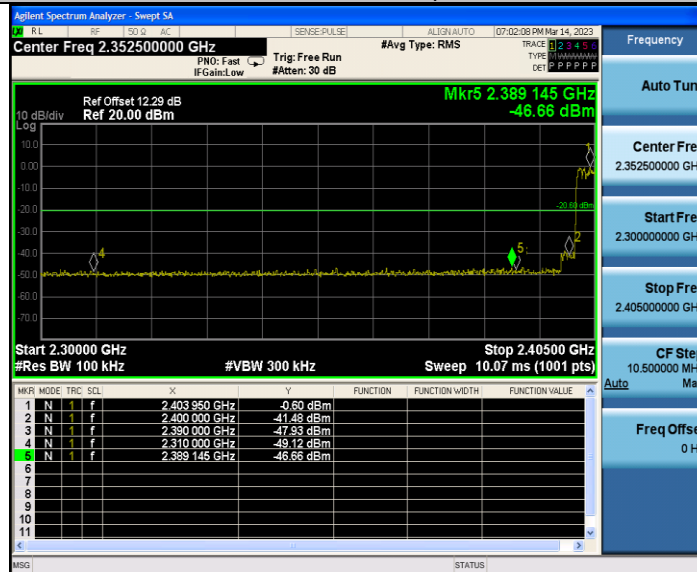 Agilent Spectrum Analyzer - Swept SA
RL RF 50 Ω AC SENSE:PULSE ALIGN AUTO 07:02:08 PM Mar 14, 2023
Center Freq 2.352500000 GHz #Avg Type: RMS TRACE 1 2 3 4 5 6
PNO: Fast Trig: Free Run TYPE M
IFGain:Low #Atten: 30 dB DET P P P P P P
Mkr5 2.389 145 GHz
-46.66 dBm
Ref Offset 12.29 dB
10 dB/div Ref 20.00 dBm
Log
10.0
0.00
-10.0
-20.0
-20.60 dBm
-30.0
-40.0
-50.0
-60.0
-70.0
1
2
4
5
Start 2.30000 GHz Stop 2.40500 GHz
#Res BW 100 kHz #VBW 300 kHz Sweep 10.07 ms (1001 pts)
MKR MODE TRC SCL X Y FUNCTION FUNCTION WIDTH FUNCTION VALUE
1 N 1 f 2.403 950 GHz -0.60 dBm
2 N 1 f 2.400 000 GHz -41.48 dBm
3 N 1 f 2.390 000 GHz -47.93 dBm
4 N 1 f 2.310 000 GHz -49.12 dBm
5 N 1 f 2.389 145 GHz -46.66 dBm
6
7
8
9
10
11
MSG STATUS
Frequency
Auto Tun
Center Fre
2.352500000 GH
Start Fre
2.300000000 GH
Stop Fre
2.405000000 GH
CF Ste
10.500000 MH
Auto Ma
Freq Offse
0 H